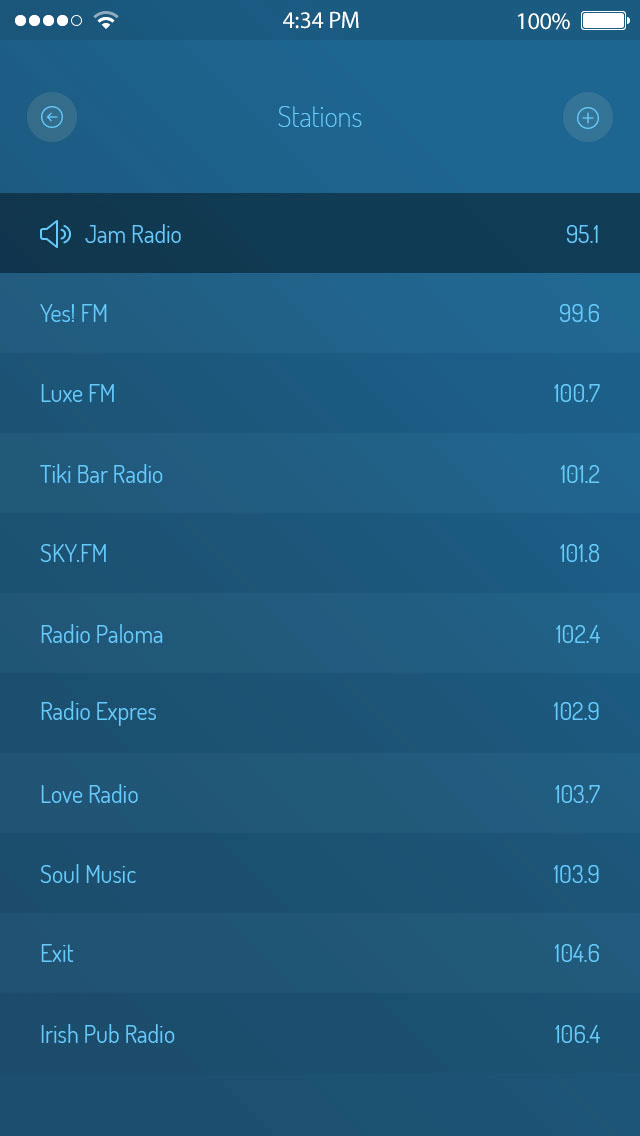 4:34 PM 100%
Stations
Jam Radio 95.1
Yes! FM 99.6
Luxe FM 100.7
Tiki Bar Radio 101.2
SKY.FM 101.8
Radio Paloma 102.4
Radio Expres 102.9
Love Radio 103.7
Soul Music 103.9
Exit 104.6
Irish Pub Radio 106.4